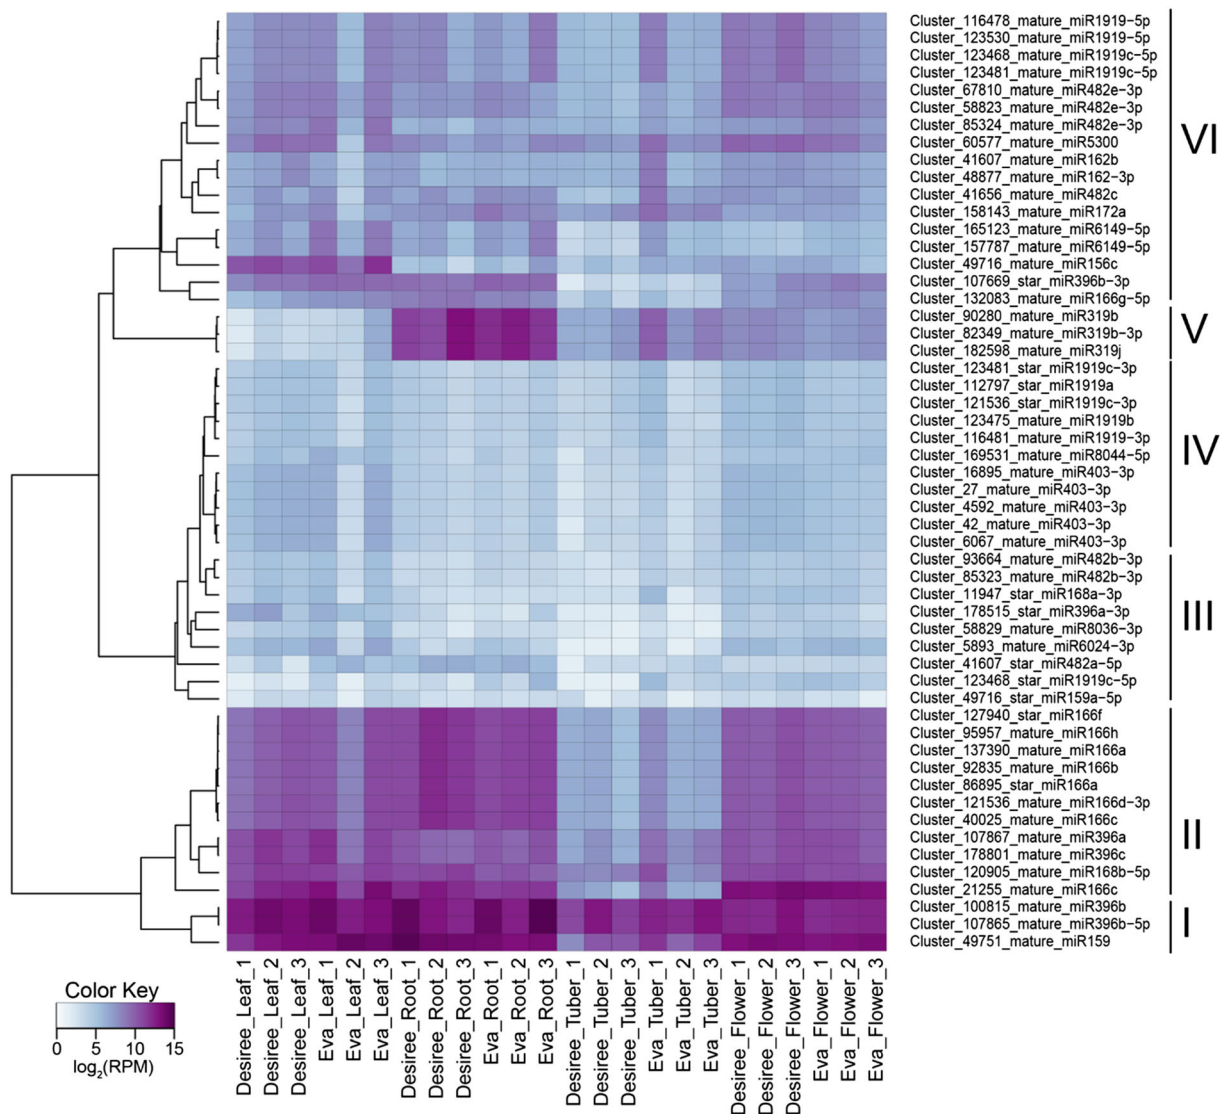 Cluster_116478_mature_miR1919-5p
Cluster_123530_mature_miR1919-5p
Cluster_123468_mature_miR1919c-5p
Cluster_123481_mature_miR1919c-5p
Cluster_67810_mature_miR482e-3p
Cluster_58823_mature_miR482e-3p
Cluster_85324_mature_miR482e-3p
Cluster_60577_mature_miR5300
Cluster_41607_mature_miR162b
Cluster_48877_mature_miR162-3p
Cluster_41656_mature_miR482c
Cluster_158143_mature_miR172a
Cluster_165123_mature_miR6149-5p
Cluster_157787_mature_miR6149-5p
Cluster_49716_mature_miR156c
Cluster_107669_star_miR396b-3p
Cluster_132083_mature_miR166g-5p
VI
Cluster_90280_mature_miR319b
Cluster_82349_mature_miR319b-3p
Cluster_182598_mature_miR319j
V
Cluster_123481_star_miR1919c-3p
Cluster_112797_star_miR1919a
Cluster_121536_star_miR1919c-3p
Cluster_123475_mature_miR1919b
Cluster_116481_mature_miR1919-3p
Cluster_169531_mature_miR8044-5p
Cluster_16895_mature_miR403-3p
Cluster_27_mature_miR403-3p
Cluster_4592_mature_miR403-3p
Cluster_42_mature_miR403-3p
Cluster_6067_mature_miR403-3p
IV
Cluster_93664_mature_miR482b-3p
Cluster_85323_mature_miR482b-3p
Cluster_11947_star_miR168a-3p
Cluster_178515_star_miR396a-3p
Cluster_58829_mature_miR8036-3p
Cluster_5893_mature_miR6024-3p
Cluster_41607_star_miR482a-5p
Cluster_123468_star_miR1919c-5p
Cluster_49716_star_miR159a-5p
III
Cluster_127940_star_miR166f
Cluster_95957_mature_miR166h
Cluster_137390_mature_miR166a
Cluster_92835_mature_miR166b
Cluster_86895_star_miR166a
Cluster_121536_mature_miR166d-3p
Cluster_40025_mature_miR166c
Cluster_107867_mature_miR396a
Cluster_178801_mature_miR396c
Cluster_120905_mature_miR168b-5p
Cluster_21255_mature_miR166c
II
Cluster_100815_mature_miR396b
Cluster_107865_mature_miR396b-5p
Cluster_49751_mature_miR159
I
Desiree_Leaf_1
Desiree_Leaf_2
Desiree_Leaf_3
Eva_Leaf_1
Eva_Leaf_2
Eva_Leaf_3
Desiree_Root_1
Desiree_Root_2
Desiree_Root_3
Eva_Root_1
Eva_Root_2
Eva_Root_3
Desiree_Tuber_1
Desiree_Tuber_2
Desiree_Tuber_3
Eva_Tuber_1
Eva_Tuber_2
Eva_Tuber_3
Desiree_Flower_1
Desiree_Flower_2
Desiree_Flower_3
Eva_Flower_1
Eva_Flower_2
Eva_Flower_3
Color Key
0 5 10 15
log₂(RPM)